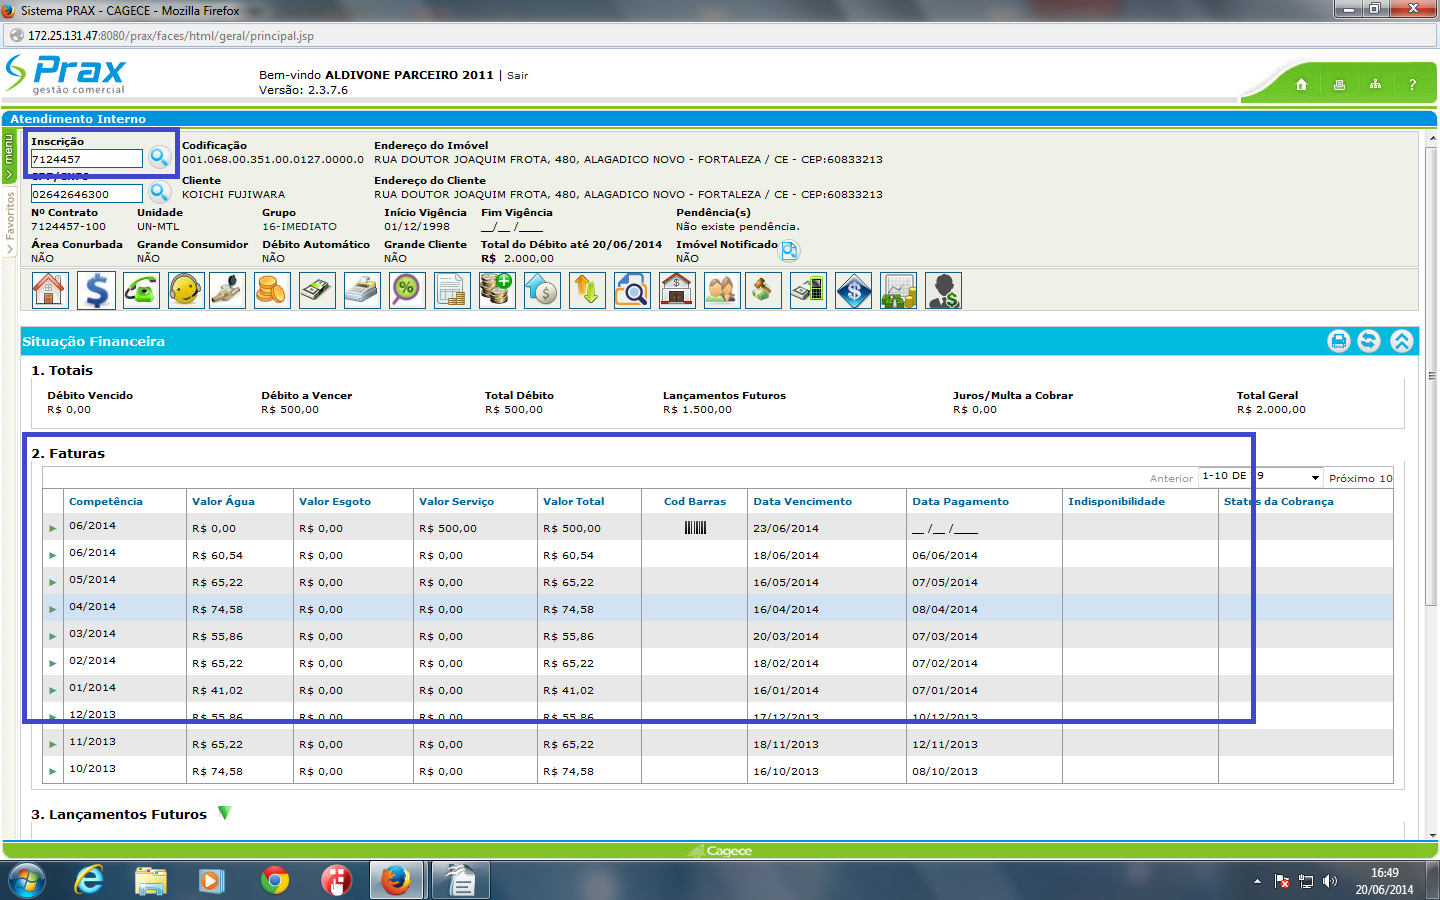 Sistema PRAX - CAGECE - Mozilla Firefox
172.25.131.47:8080/prax/faces/html/geral/principal.jsp
Prax
gestão comercial
Bem-vindo ALDIVONE PARCEIRO 2011 | Sair
Versão: 2.3.7.6
?
Atendimento Interno
menu
Favoritos
Inscrição Codificação Endereço do Imóvel
7124457 001.068.00.351.00.0127.0000.0 RUA DOUTOR JOAQUIM FROTA, 480, ALAGADICO NOVO - FORTALEZA / CE - CEP:60833213
CPF/CNPJ Cliente Endereço do Cliente
02642646300 KOICHI FUJIWARA RUA DOUTOR JOAQUIM FROTA, 480, ALAGADICO NOVO - FORTALEZA / CE - CEP:60833213
Nº Contrato Unidade Grupo Início Vigência Fim Vigência Pendência(s)
7124457-100 UN-MTL 16-IMEDIATO 01/12/1998 __/__ /____ Não existe pendência.
Área Conurbada Grande Consumidor Débito Automático Grande Cliente Total do Débito até 20/06/2014 Imóvel Notificado
NÃO NÃO NÃO NÃO R$ 2.000,00 NÃO
Situação Financeira
1. Totais
Débito Vencido Débito a Vencer Total Débito Lançamentos Futuros Juros/Multa a Cobrar Total Geral
R$ 0,00 R$ 500,00 R$ 500,00 R$ 1.500,00 R$ 0,00 R$ 2.000,00
2. Faturas
Anterior 1-10 DE 9 Próximo 10
Competência Valor Água Valor Esgoto Valor Serviço Valor Total Cod Barras Data Vencimento Data Pagamento Indisponibilidade Status da Cobrança
06/2014 R$ 0,00 R$ 0,00 R$ 500,00 R$ 500,00 23/06/2014 __ /__ /____
06/2014 R$ 60,54 R$ 0,00 R$ 0,00 R$ 60,54 18/06/2014 06/06/2014
05/2014 R$ 65,22 R$ 0,00 R$ 0,00 R$ 65,22 16/05/2014 07/05/2014
04/2014 R$ 74,58 R$ 0,00 R$ 0,00 R$ 74,58 16/04/2014 08/04/2014
03/2014 R$ 55,86 R$ 0,00 R$ 0,00 R$ 55,86 20/03/2014 07/03/2014
02/2014 R$ 65,22 R$ 0,00 R$ 0,00 R$ 65,22 18/02/2014 07/02/2014
01/2014 R$ 41,02 R$ 0,00 R$ 0,00 R$ 41,02 16/01/2014 07/01/2014
12/2013 R$ 55,86 R$ 0,00 R$ 0,00 R$ 55,86 17/12/2013 10/12/2013
11/2013 R$ 65,22 R$ 0,00 R$ 0,00 R$ 65,22 18/11/2013 12/11/2013
10/2013 R$ 74,58 R$ 0,00 R$ 0,00 R$ 74,58 16/10/2013 08/10/2013
3. Lançamentos Futuros
Cagece
16:49
20/06/2014